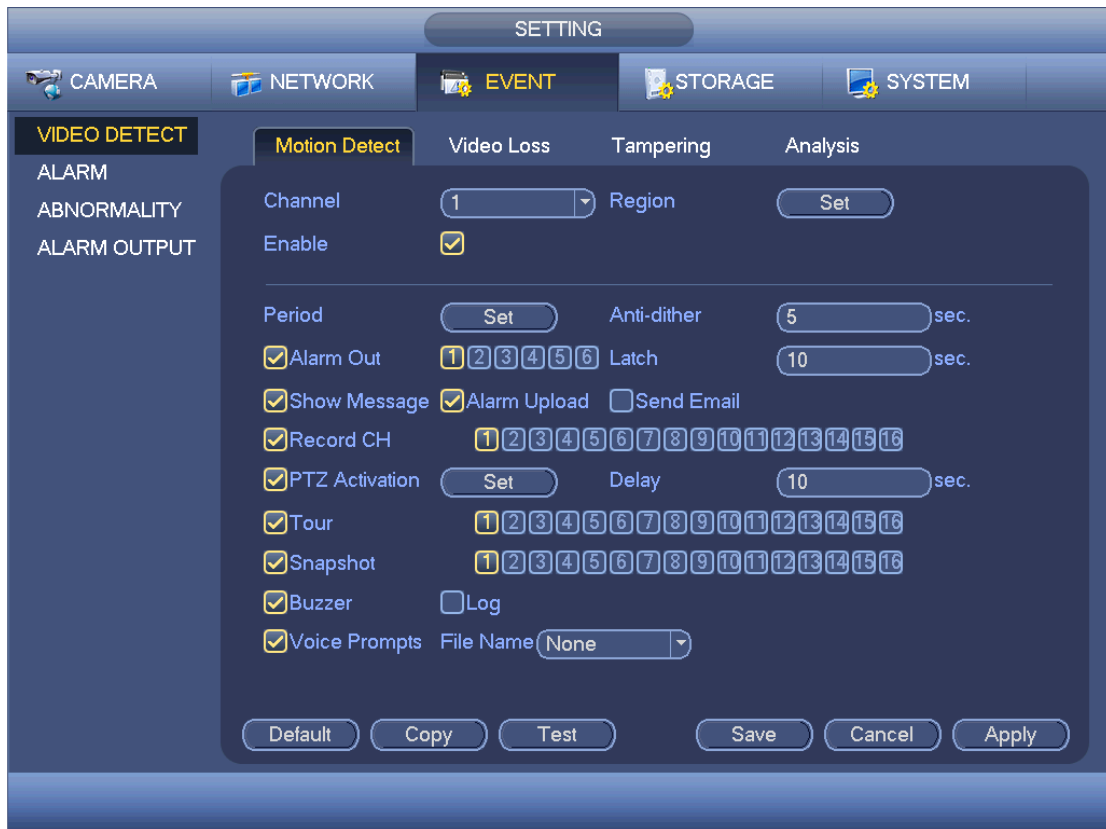 SETTING
CAMERA NETWORK EVENT STORAGE SYSTEM
VIDEO DETECT
ALARM
ABNORMALITY
ALARM OUTPUT
Motion Detect Video Loss Tampering Analysis
Channel 1 Region Set
Enable
Period Set Anti-dither 5 sec.
Alarm Out 1 2 3 4 5 6 Latch 10 sec.
Show Message Alarm Upload Send Email
Record CH 1 2 3 4 5 6 7 8 9 10 11 12 13 14 15 16
PTZ Activation Set Delay 10 sec.
Tour 1 2 3 4 5 6 7 8 9 10 11 12 13 14 15 16
Snapshot 1 2 3 4 5 6 7 8 9 10 11 12 13 14 15 16
Buzzer Log
Voice Prompts File Name None
Default Copy Test Save Cancel Apply